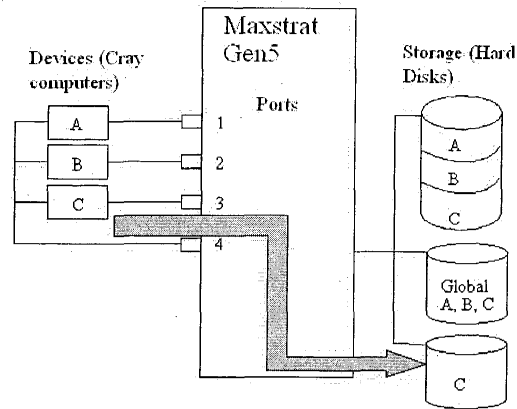 Maxstrat
Gen5
Devices (Cray
computers)
Storage (Hard
Disks)
Ports
A
1
B
2
C
3
4
A
B
C
Global
A, B, C
C